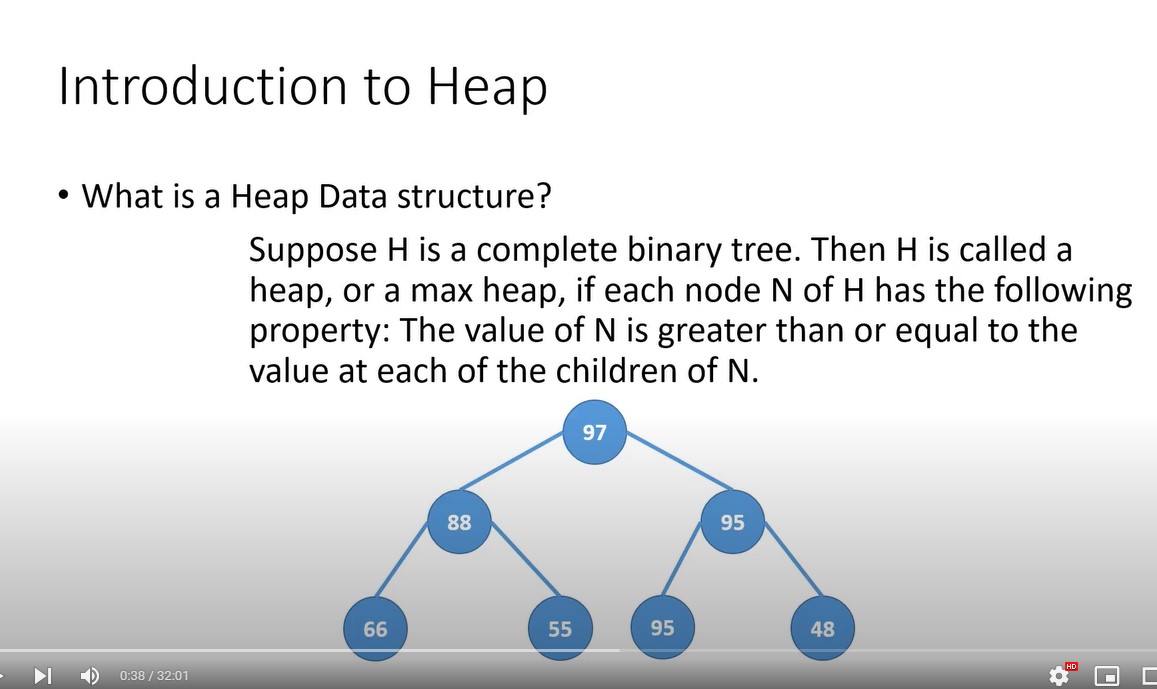 Introduction to Heap
• What is a Heap Data structure?
Suppose H is a complete binary tree. Then H is called a
heap, or a max heap, if each node N of H has the following
property: The value of N is greater than or equal to the
value at each of the children of N.
97
88 95
66 55 95 48
0:38 / 32:01 HD